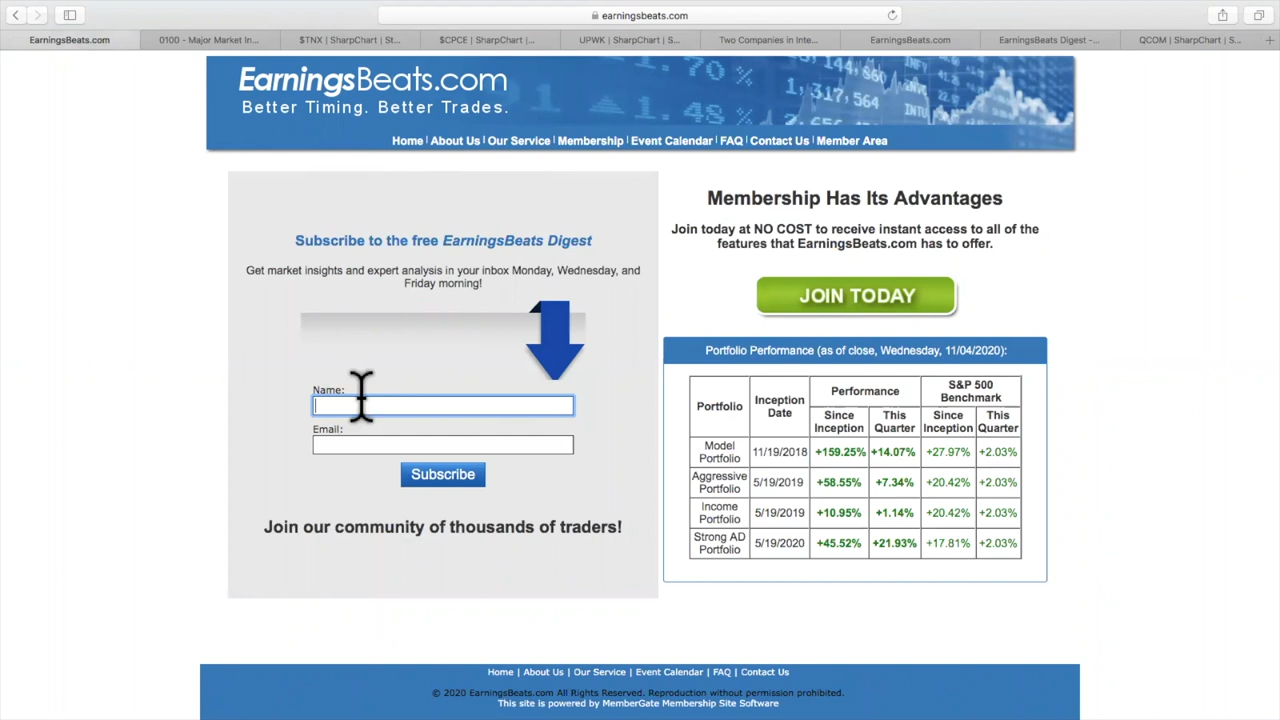 earningsbeats.com
EarningsBeats.com
0100 - Major Market In...
$TNX | SharpChart | St...
$CPCE | SharpChart |...
UPWK | SharpChart | S...
Two Companies in Inte...
EarningsBeats.com
EarningsBeats Digest -...
QCOM | SharpChart | S...
EarningsBeats.com
Better Timing. Better Trades.
Home | About Us | Our Service | Membership | Event Calendar | FAQ | Contact Us | Member Area
Subscribe to the free EarningsBeats Digest
Get market insights and expert analysis in your inbox Monday, Wednesday, and
Friday morning!
Name:
Email:
Subscribe
Join our community of thousands of traders!
Membership Has Its Advantages
Join today at NO COST to receive instant access to all of the
features that EarningsBeats.com has to offer.
JOIN TODAY
Portfolio Performance (as of close, Wednesday, 11/04/2020):
Portfolio Inception Date Performance S&P 500 Benchmark
Since Inception This Quarter Since Inception This Quarter
Model Portfolio 11/19/2018 +159.25% +14.07% +27.97% +2.03%
Aggressive Portfolio 5/19/2019 +58.55% +7.34% +20.42% +2.03%
Income Portfolio 5/19/2019 +10.95% +1.14% +20.42% +2.03%
Strong AD Portfolio 5/19/2020 +45.52% +21.93% +17.81% +2.03%
Home | About Us | Our Service | Event Calendar | FAQ | Contact Us
© 2020 EarningsBeats.com All Rights Reserved. Reproduction without permission prohibited.
This site is powered by MemberGate Membership Site Software